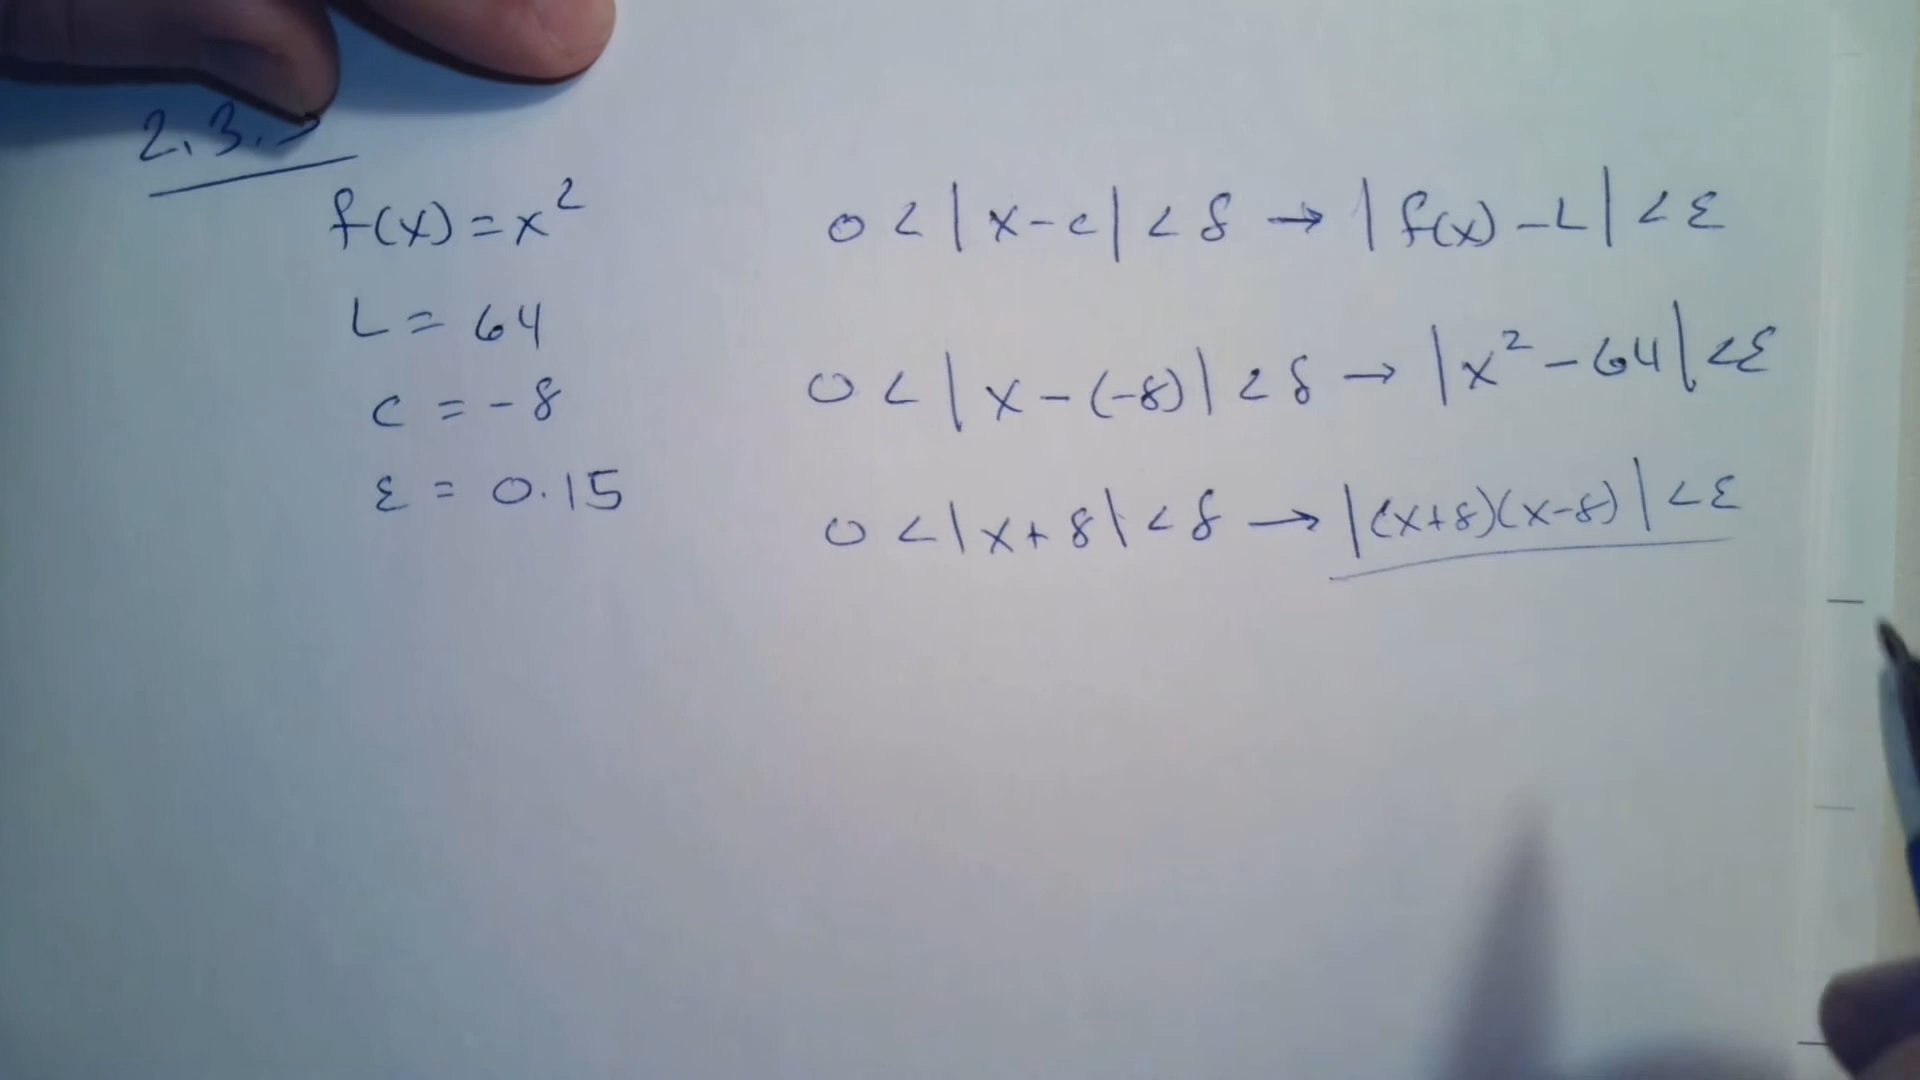 2.3.
f(x) = x²
L = 64
c = -8
ε = 0.15
0 < |x-c| < δ → |f(x) - L| < ε
0 < |x-(-8)| < δ → |x² - 64| < ε
0 < |x+8| < δ → |(x+8)(x-8)| < ε